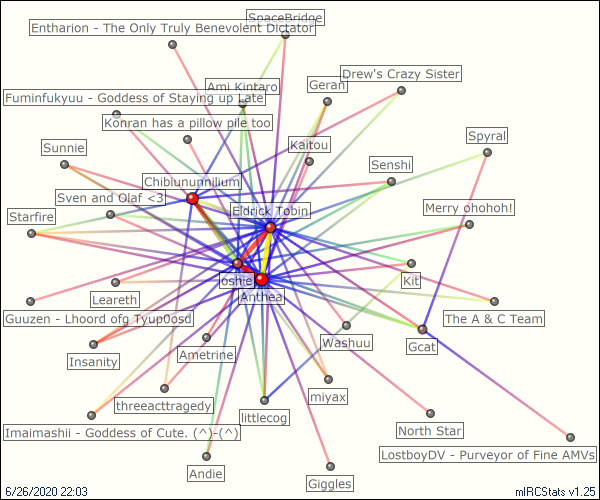 SpaceBridge
Entharion - The Only Truly Benevolent Dictator
Drew's Crazy Sister
Ami Kintaro
Geran
Fuminfukyuu - Goddess of Staying up Late
Konran has a pillow pile too
Spyral
Sunnie
Kaitou
Senshi
Chibiununnilium
Sven and Olaf <3
Eldrick Tobin
Merry ohohoh!
Starfire
oshie
Kit
Anthea
Leareth
Guuzen - Lhoord ofg Tyup0osd
The A & C Team
Washuu
Gcat
Insanity
Ametrine
threeacttragedy
miyax
littlecog
Imaimashii - Goddess of Cute. (^)-(^)
North Star
LostboyDV - Purveyor of Fine AMVs
Andie
Giggles
6/26/2020 22:03
mIRCStats v1.25